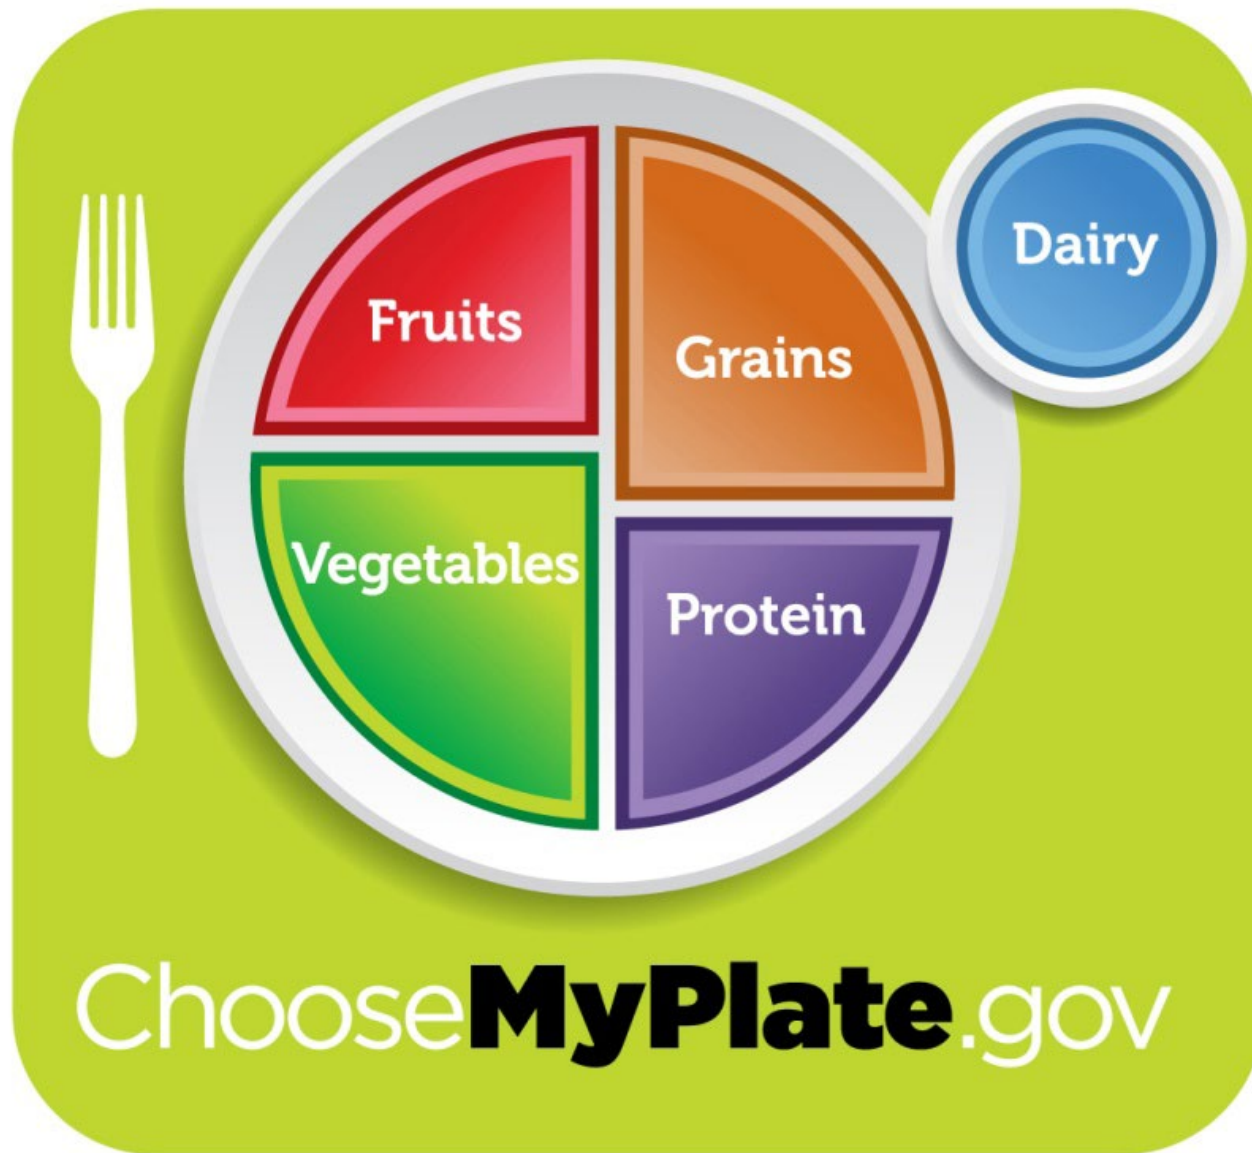 Fruits
Grains
Dairy
Vegetables
Protein
ChooseMyPlate.gov